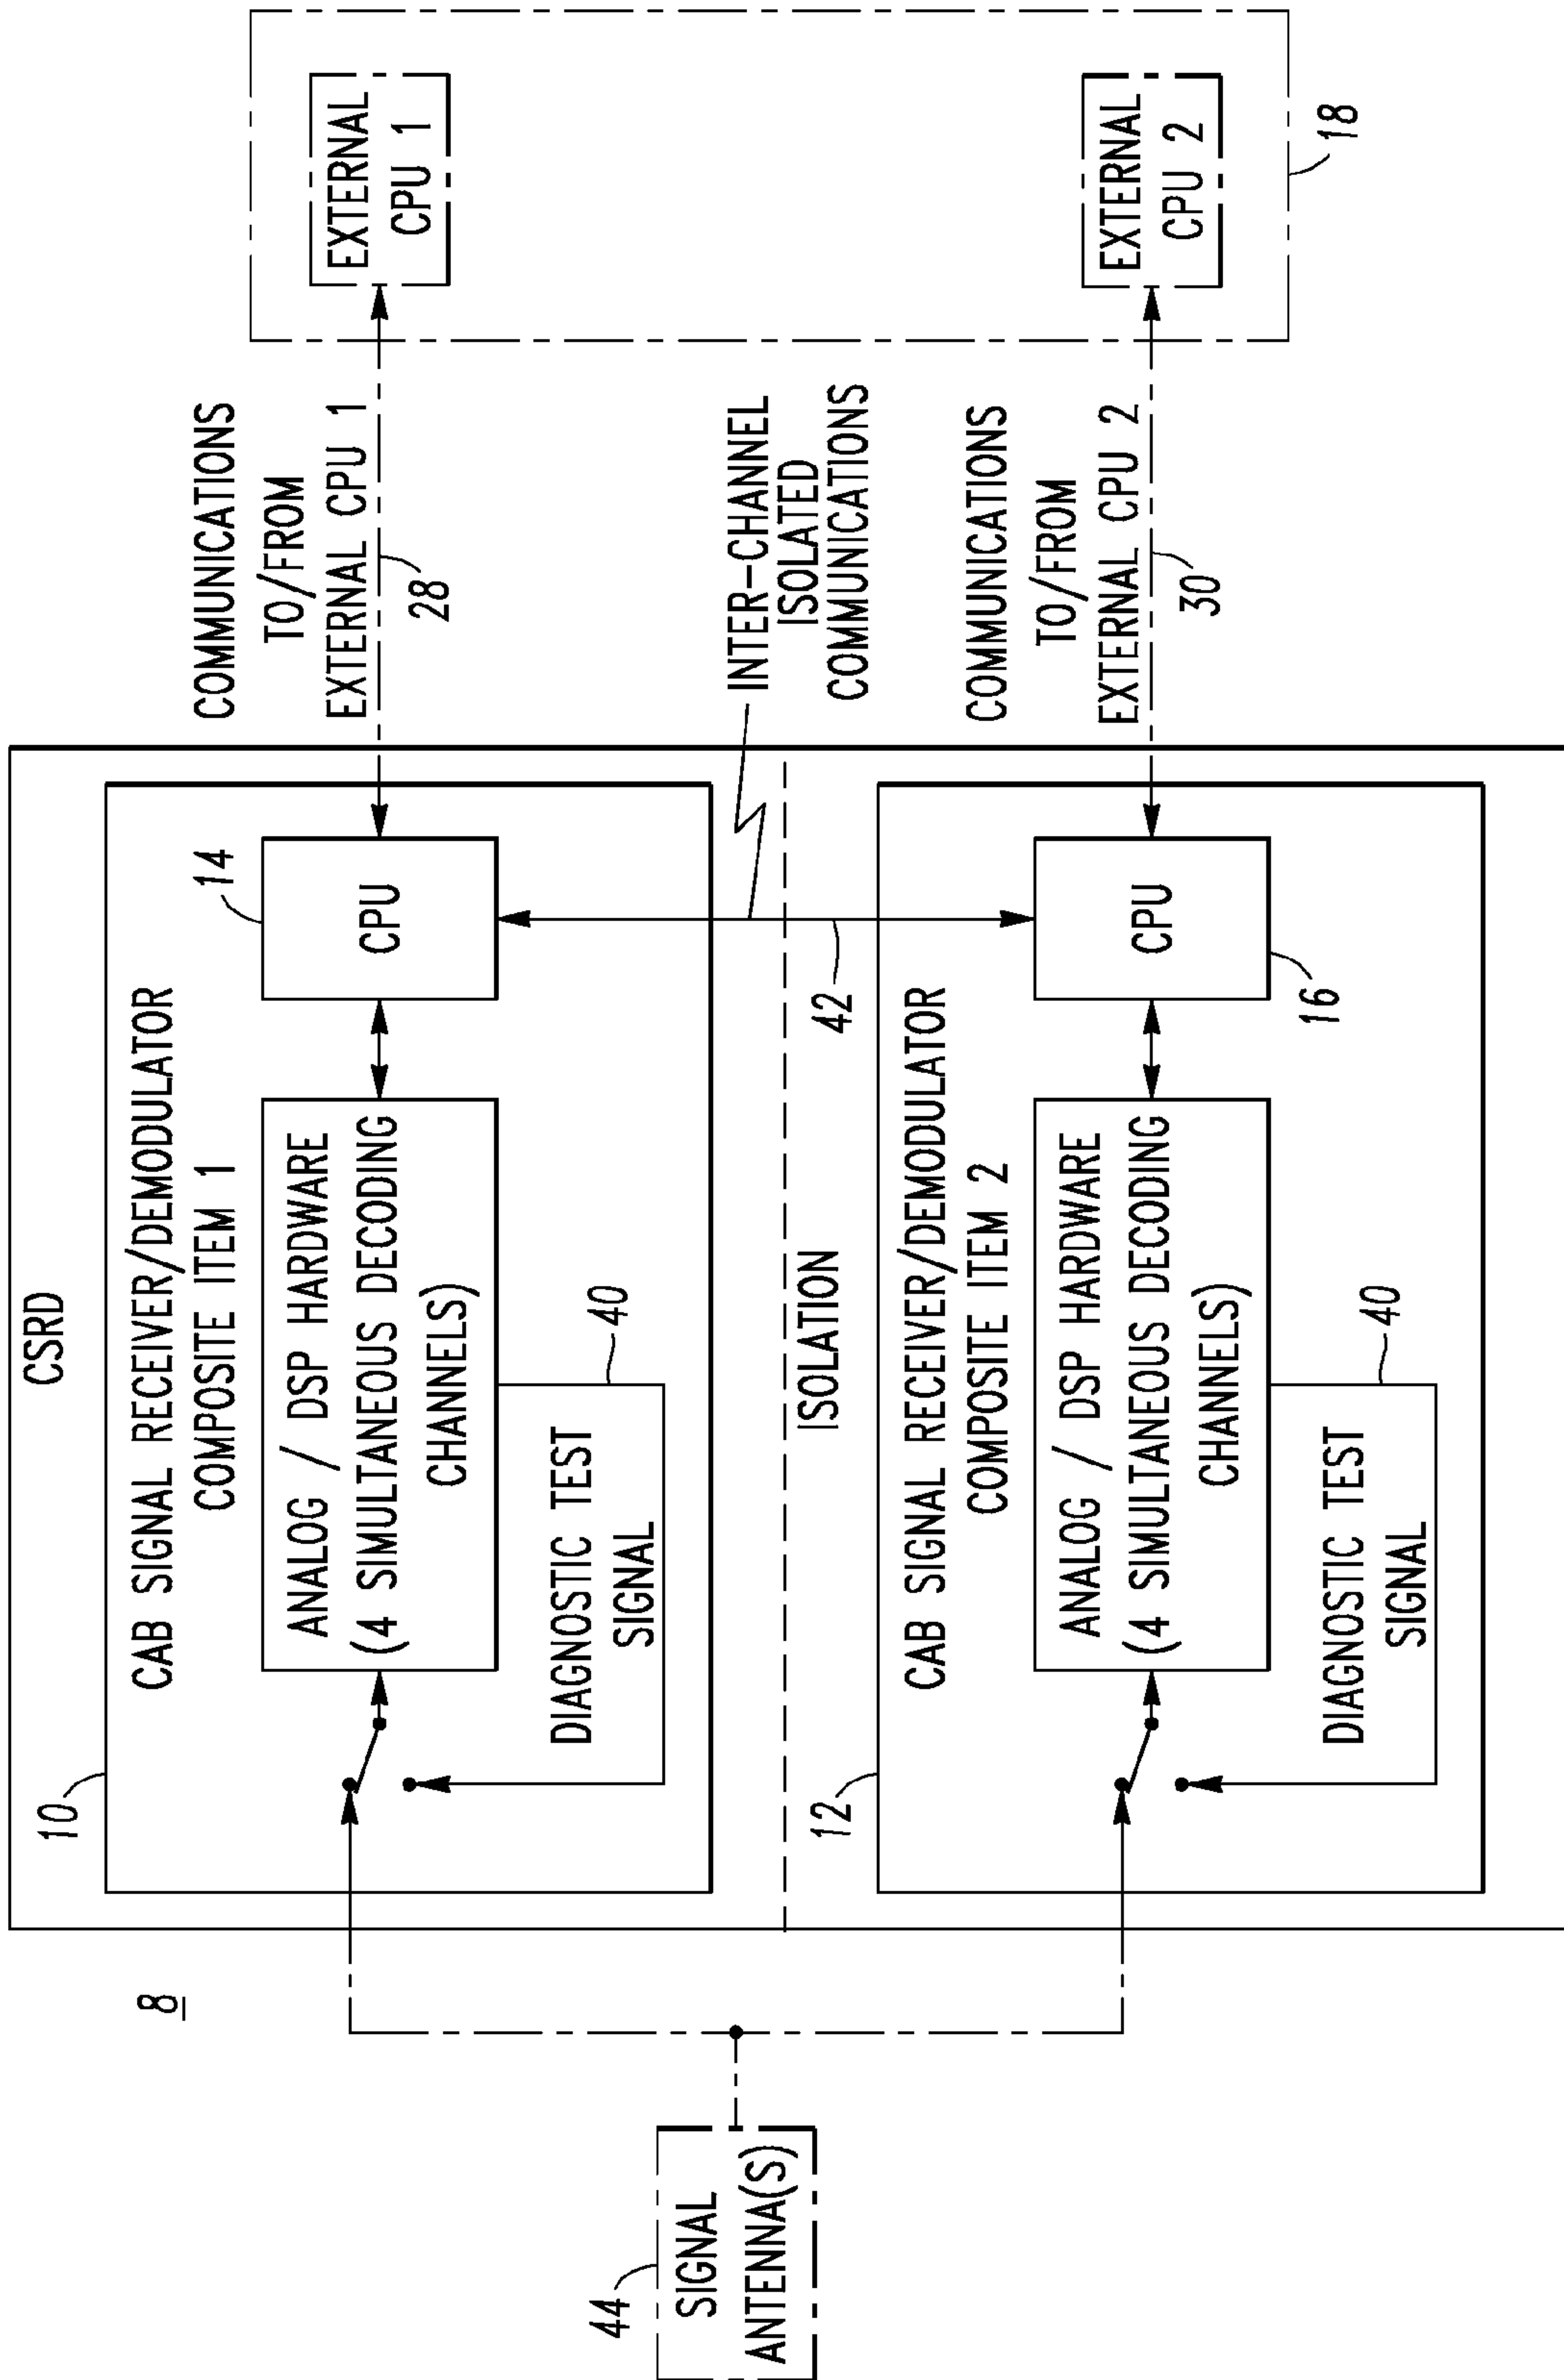 8
CSRD
10
CAB SIGNAL RECEIVER/DEMODULATOR
COMPOSITE ITEM 1
ANALOG / DSP HARDWARE
(4 SIMULTANEOUS DECODING
CHANNELS)
14
CPU
DIAGNOSTIC TEST
SIGNAL
40
COMMUNICATIONS
TO/FROM
EXTERNAL CPU 1
28
EXTERNAL
CPU 1
44
SIGNAL
ANTENNA(S)
ISOLATION
42
INTER-CHANNEL
ISOLATED
COMMUNICATIONS
12
CAB SIGNAL RECEIVER/DEMODULATOR
COMPOSITE ITEM 2
ANALOG / DSP HARDWARE
(4 SIMULTANEOUS DECODING
CHANNELS)
CPU
16
DIAGNOSTIC TEST
SIGNAL
40
COMMUNICATIONS
TO/FROM
EXTERNAL CPU 2
30
EXTERNAL
CPU 2
18